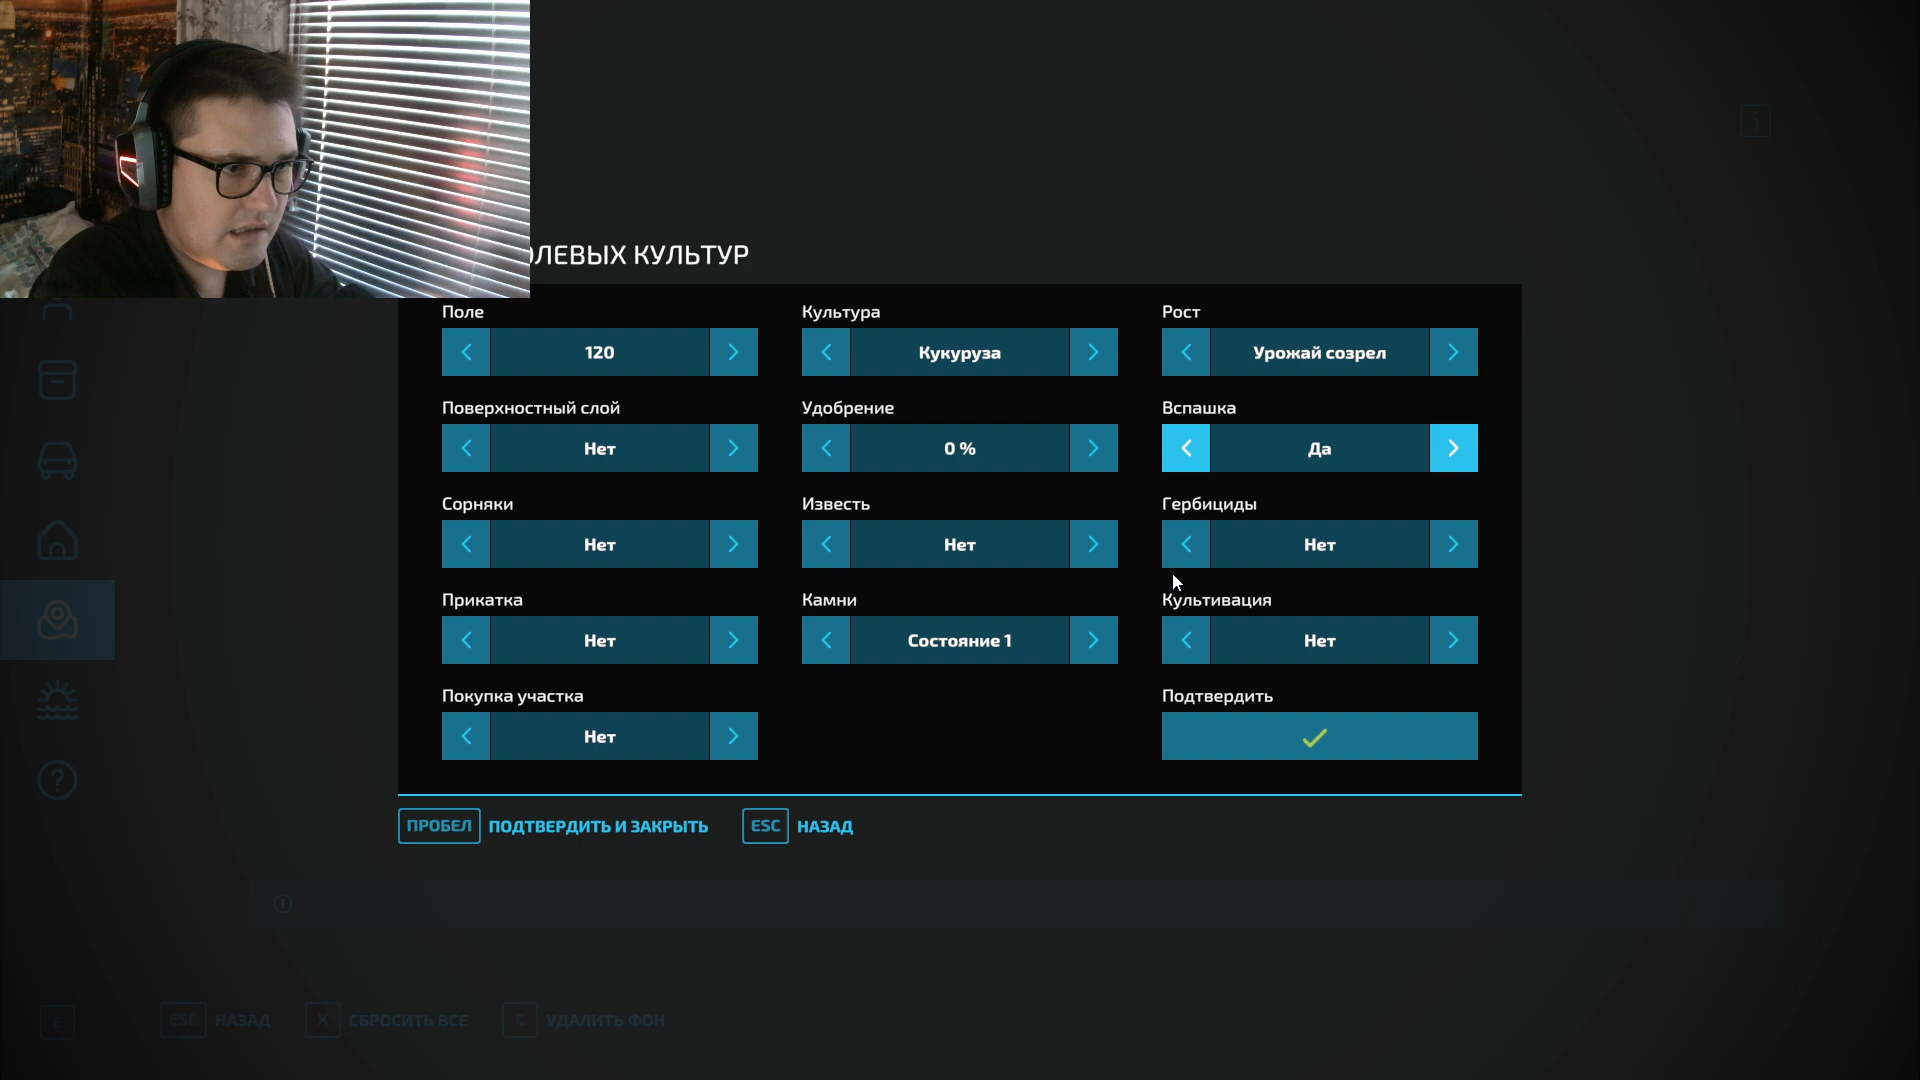 ОЛЕВЫХ КУЛЬТУР
Поле
Культура
Рост
120
Кукуруза
Урожай созрел
Поверхностный слой
Удобрение
Вспашка
Нет
0 %
Да
Сорняки
Известь
Гербициды
Нет
Нет
Нет
Прикатка
Камни
Культивация
Нет
Состояние 1
Нет
Покупка участка
Подтвердить
Нет
ПРОБЕЛ ПОДТВЕРДИТЬ И ЗАКРЫТЬ ESC НАЗАД
E ESC НАЗАД X СБРОСИТЬ ВСЕ C УДАЛИТЬ ФОН